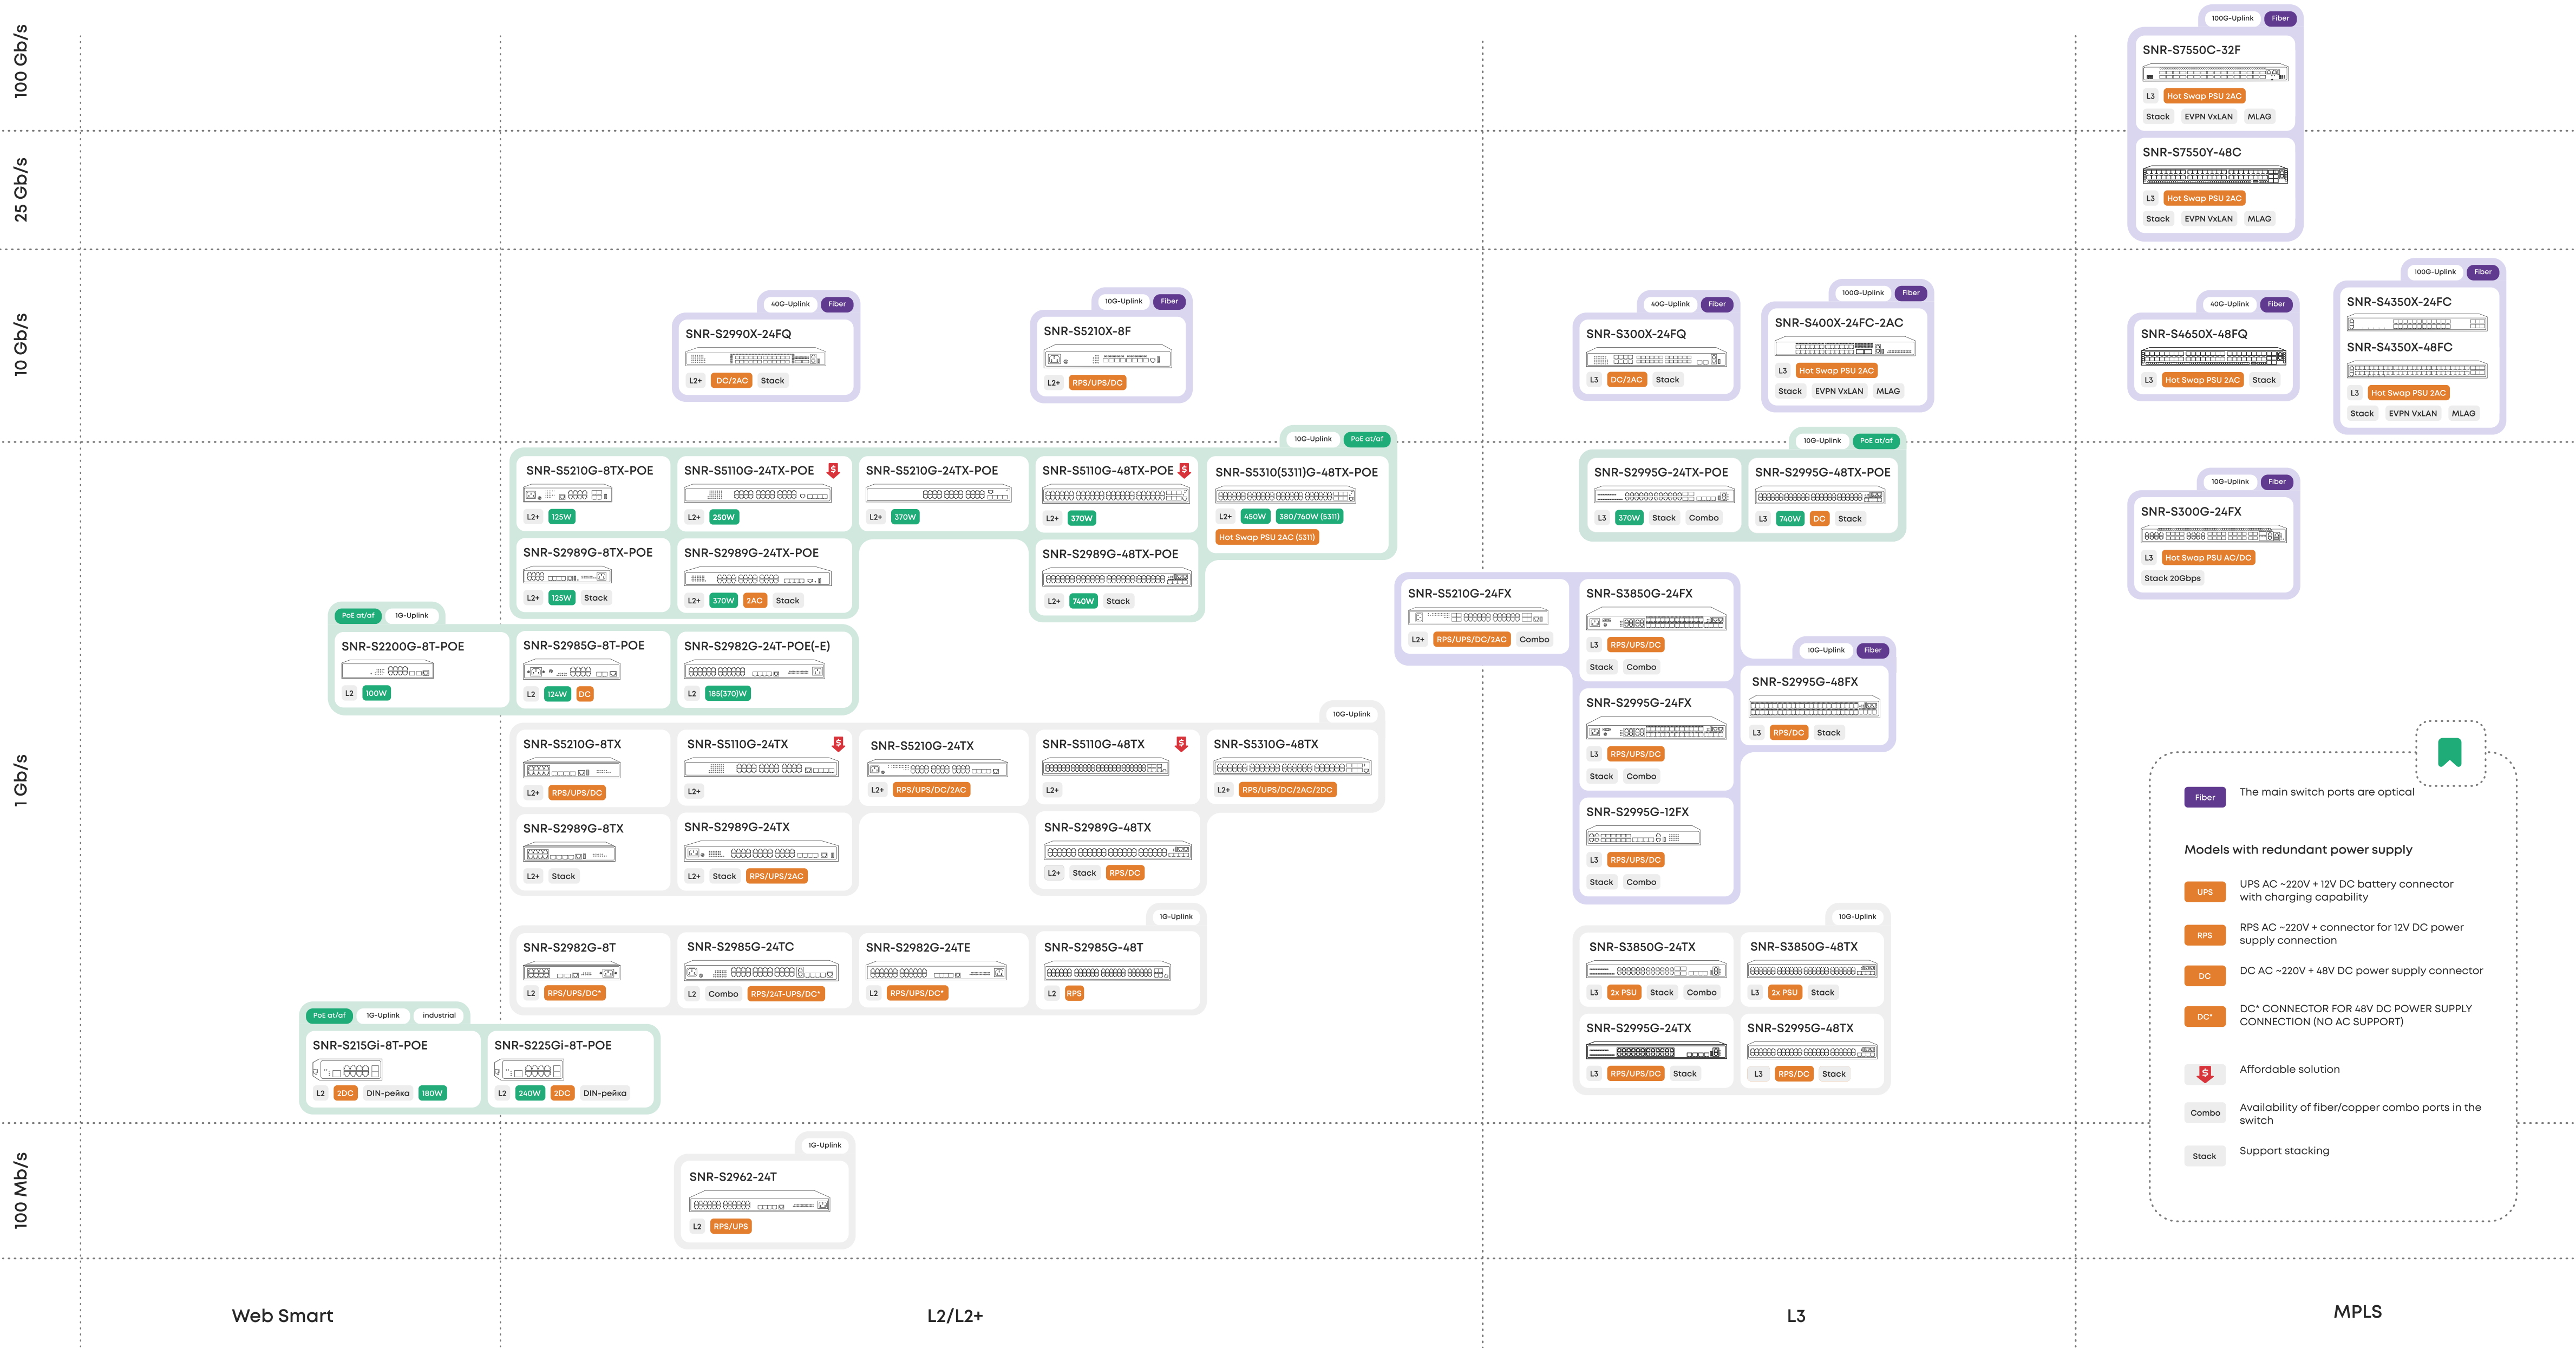 100 Gb/s
100G-Uplink Fiber
SNR-S7550C-32F
L3 Hot Swap PSU 2AC
Stack EVPN VxLAN MLAG
25 Gb/s
SNR-S7550Y-48C
L3 Hot Swap PSU 2AC
Stack EVPN VxLAN MLAG
10 Gb/s
40G-Uplink Fiber
SNR-S2990X-24FQ
L2+ DC/2AC Stack
10G-Uplink Fiber
SNR-S5210X-8F
L2+ RPS/UPS/DC
40G-Uplink Fiber
SNR-S300X-24FQ
L3 DC/2AC Stack
100G-Uplink Fiber
SNR-S400X-24FC-2AC
L3 Hot Swap PSU 2AC
Stack EVPN VxLAN MLAG
40G-Uplink Fiber
SNR-S4650X-48FQ
L3 Hot Swap PSU 2AC Stack
100G-Uplink Fiber
SNR-S4350X-24FC
SNR-S4350X-48FC
L3 Hot Swap PSU 2AC
Stack EVPN VxLAN MLAG
1 Gb/s
10G-Uplink PoE at/af
SNR-S5210G-8TX-POE
L2+ 125W
SNR-S5110G-24TX-POE $
L2+ 250W
SNR-S5210G-24TX-POE
L2+ 370W
SNR-S5110G-48TX-POE $
L2+ 370W
SNR-S5310(5311)G-48TX-POE
L2+ 450W 380/760W (5311)
Hot Swap PSU 2AC (5311)
SNR-S2989G-8TX-POE
L2+ 125W Stack
SNR-S2989G-24TX-POE
L2+ 370W 2AC Stack
SNR-S2989G-48TX-POE
L2+ 740W Stack
PoE at/af 1G-Uplink
SNR-S2200G-8T-POE
L2 100W
SNR-S2985G-8T-POE
L2 124W DC
SNR-S2982G-24T-POE(-E)
L2 185(370)W
10G-Uplink
SNR-S5210G-8TX
L2+ RPS/UPS/DC
SNR-S5110G-24TX $
L2+
SNR-S5210G-24TX
L2+ RPS/UPS/DC/2AC
SNR-S5110G-48TX $
L2+
SNR-S5310G-48TX
L2+ RPS/UPS/DC/2AC/2DC
SNR-S2989G-8TX
L2+ Stack
SNR-S2989G-24TX
L2+ Stack RPS/UPS/2AC
SNR-S2989G-48TX
L2+ Stack RPS/DC
1G-Uplink
SNR-S2982G-8T
L2 RPS/UPS/DC*
SNR-S2985G-24TC
L2 Combo RPS/24T-UPS/DC*
SNR-S2982G-24TE
L2 RPS/UPS/DC*
SNR-S2985G-48T
L2 RPS
PoE at/af 1G-Uplink industrial
SNR-S215Gi-8T-POE
L2 2DC DIN-рейка 180W
SNR-S225Gi-8T-POE
L2 240W 2DC DIN-рейка
10G-Uplink PoE at/af
SNR-S2995G-24TX-POE
L3 370W Stack Combo
SNR-S2995G-48TX-POE
L3 740W DC Stack
SNR-S5210G-24FX
L2+ RPS/UPS/DC/2AC Combo
SNR-S3850G-24FX
L3 RPS/UPS/DC
Stack Combo
10G-Uplink Fiber
SNR-S2995G-48FX
L3 RPS/DC Stack
SNR-S2995G-24FX
L3 RPS/UPS/DC
Stack Combo
SNR-S2995G-12FX
L3 RPS/UPS/DC
Stack Combo
10G-Uplink
SNR-S3850G-24TX
L3 2x PSU Stack Combo
SNR-S3850G-48TX
L3 2x PSU Stack
SNR-S2995G-24TX
L3 RPS/UPS/DC Stack
SNR-S2995G-48TX
L3 RPS/DC Stack
10G-Uplink Fiber
SNR-S300G-24FX
L3 Hot Swap PSU AC/DC
Stack 20Gbps
Fiber The main switch ports are optical
Models with redundant power supply
UPS UPS AC ~220V + 12V DC battery connector
with charging capability
RPS RPS AC ~220V + connector for 12V DC power
supply connection
DC DC AC ~220V + 48V DC power supply connector
DC* DC* CONNECTOR FOR 48V DC POWER SUPPLY
CONNECTION (NO AC SUPPORT)
$ Affordable solution
Combo Availability of fiber/copper combo ports in the
switch
Stack Support stacking
100 Mb/s
1G-Uplink
SNR-S2962-24T
L2 RPS/UPS
Web Smart
L2/L2+
L3
MPLS